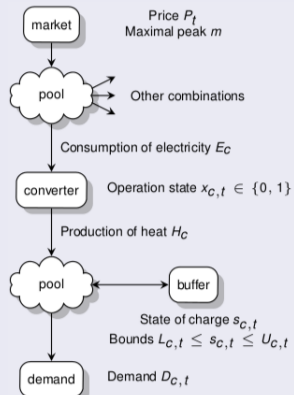 market
Price P_t
Maximal peak m
pool
Other combinations
Consumption of electricity E_c
converter
Operation state x_{c,t} ∈ {0, 1}
Production of heat H_c
pool
buffer
State of charge s_{c,t}
Bounds L_{c,t} ≤ s_{c,t} ≤ U_{c,t}
demand
Demand D_{c,t}